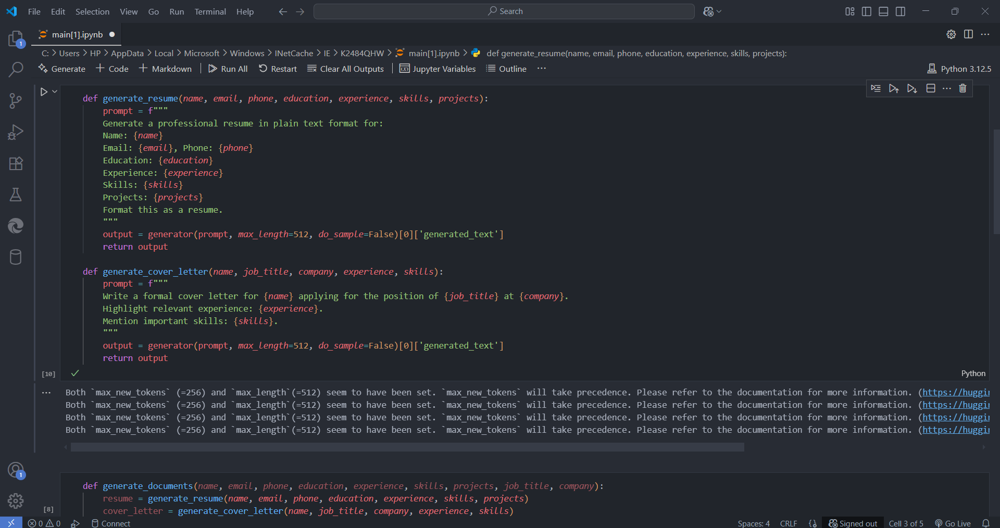 File Edit Selection View Go Run Terminal Help Search
1 main[1].ipynb
C: > Users > HP > AppData > Local > Microsoft > Windows > INetCache > IE > K2484QHW > main[1].ipynb > def generate_resume(name, email, phone, education, experience, skills, projects):
Generate + Code + Markdown | Run All Restart Clear All Outputs | Jupyter Variables Outline ··· Python 3.12.5
def generate_resume(name, email, phone, education, experience, skills, projects):
prompt = f"""
Generate a professional resume in plain text format for:
Name: {name}
Email: {email}, Phone: {phone}
Education: {education}
Experience: {experience}
Skills: {skills}
Projects: {projects}
Format this as a resume.
"""
output = generator(prompt, max_length=512, do_sample=False)[0]['generated_text']
return output
def generate_cover_letter(name, job_title, company, experience, skills):
prompt = f"""
Write a formal cover letter for {name} applying for the position of {job_title} at {company}.
Highlight relevant experience: {experience}.
Mention important skills: {skills}.
"""
output = generator(prompt, max_length=512, do_sample=False)[0]['generated_text']
return output
[10] Python
Both `max_new_tokens` (=256) and `max_length`(=512) seem to have been set. `max_new_tokens` will take precedence. Please refer to the documentation for more information. (https://huggin
Both `max_new_tokens` (=256) and `max_length`(=512) seem to have been set. `max_new_tokens` will take precedence. Please refer to the documentation for more information. (https://huggin
Both `max_new_tokens` (=256) and `max_length`(=512) seem to have been set. `max_new_tokens` will take precedence. Please refer to the documentation for more information. (https://huggin
Both `max_new_tokens` (=256) and `max_length`(=512) seem to have been set. `max_new_tokens` will take precedence. Please refer to the documentation for more information. (https://huggin
1
def generate_documents(name, email, phone, education, experience, skills, projects, job_title, company):
resume = generate_resume(name, email, phone, education, experience, skills, projects)
[8]
cover_letter = generate_cover_letter(name, job_title, company, experience, skills)
0 0 Connect Spaces: 4 CRLF {} Signed out Cell 3 of 5 Go Live